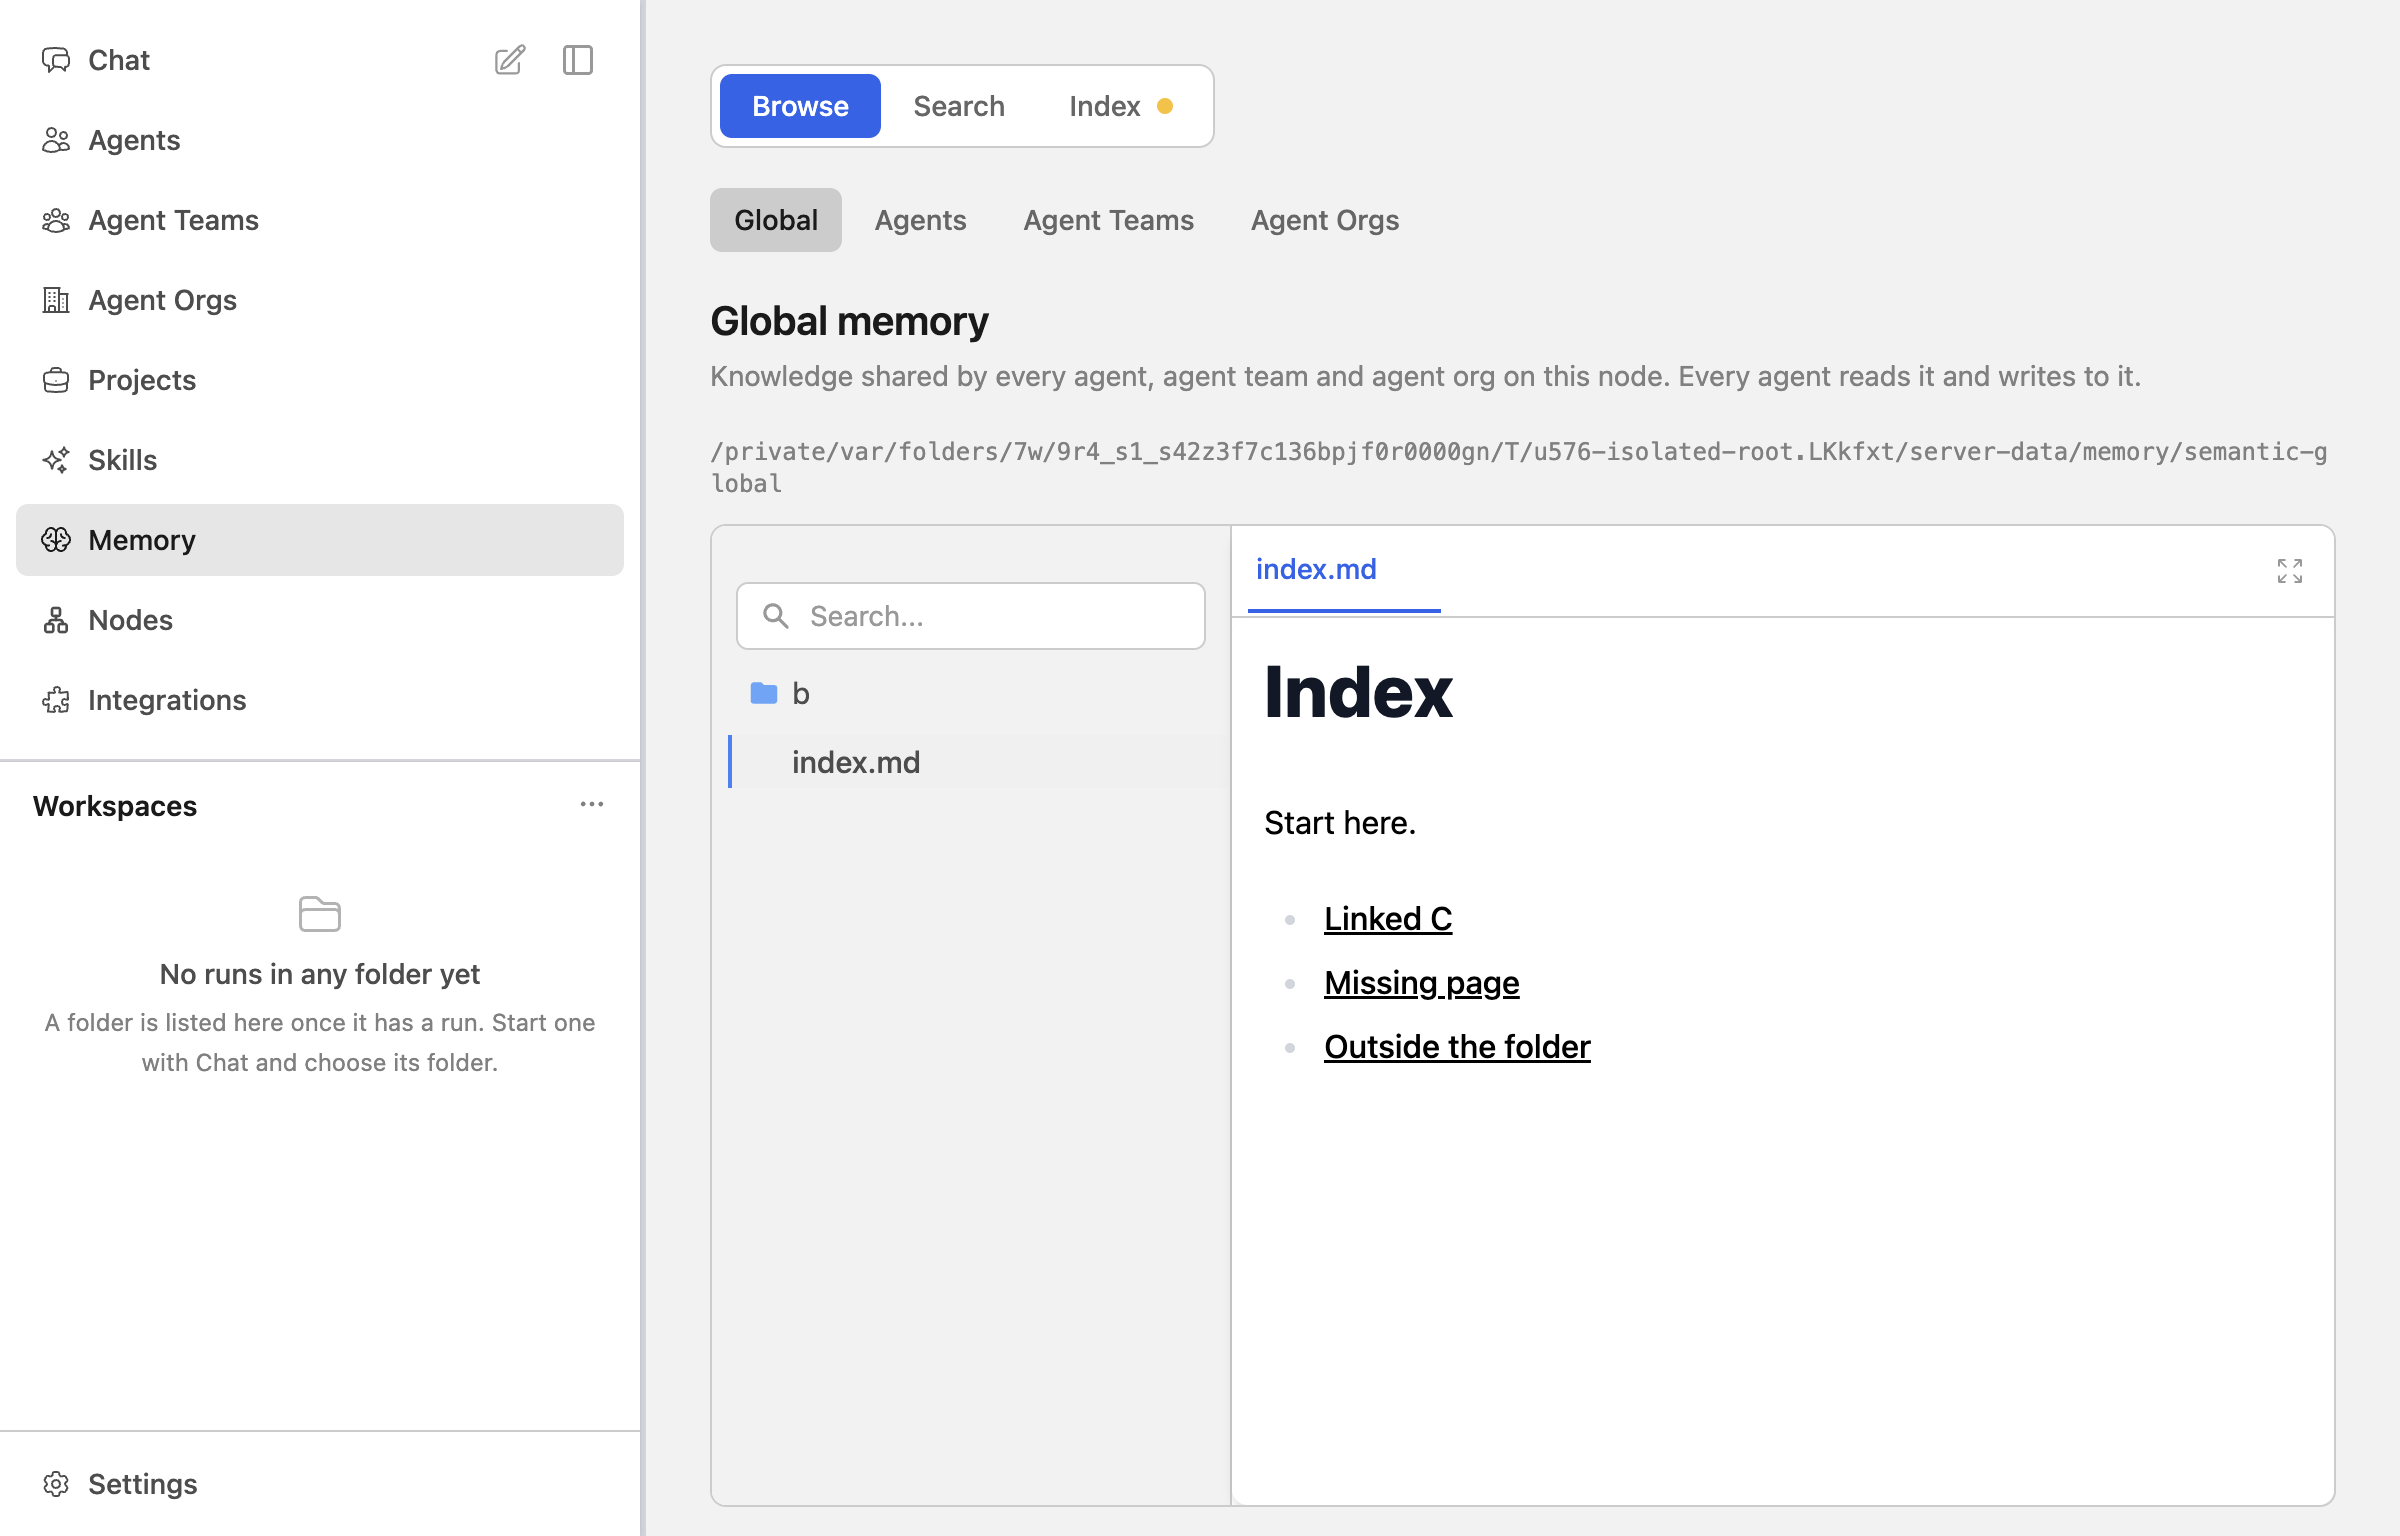 Chat
Agents
Agent Teams
Agent Orgs
Projects
Skills
Memory
Nodes
Integrations
Workspaces
No runs in any folder yet
A folder is listed here once it has a run. Start one
with Chat and choose its folder.
Settings
Browse Search Index
Global Agents Agent Teams Agent Orgs
Global memory
Knowledge shared by every agent, agent team and agent org on this node. Every agent reads it and writes to it.
/private/var/folders/7w/9r4_s1_s42z3f7c136bpjf0r0000gn/T/u576-isolated-root.LKkfxt/server-data/memory/semantic-g
lobal
Search...
b
index.md
index.md
Index
Start here.
Linked C
Missing page
Outside the folder